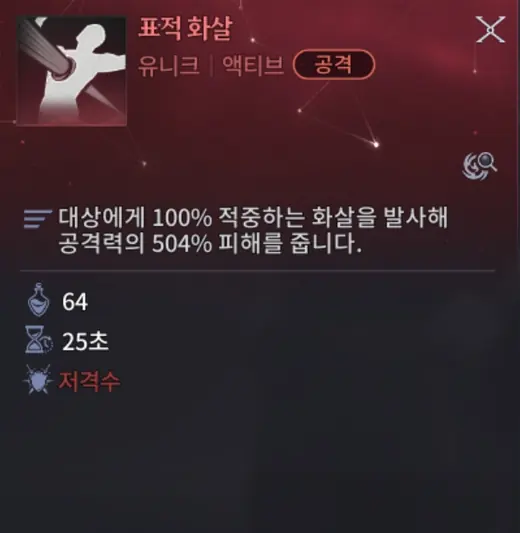 표적 화살
유니크 | 액티브 공격
대상에게 100% 적중하는 화살을 발사해
공격력의 504% 피해를 줍니다.
64
25초
저격수